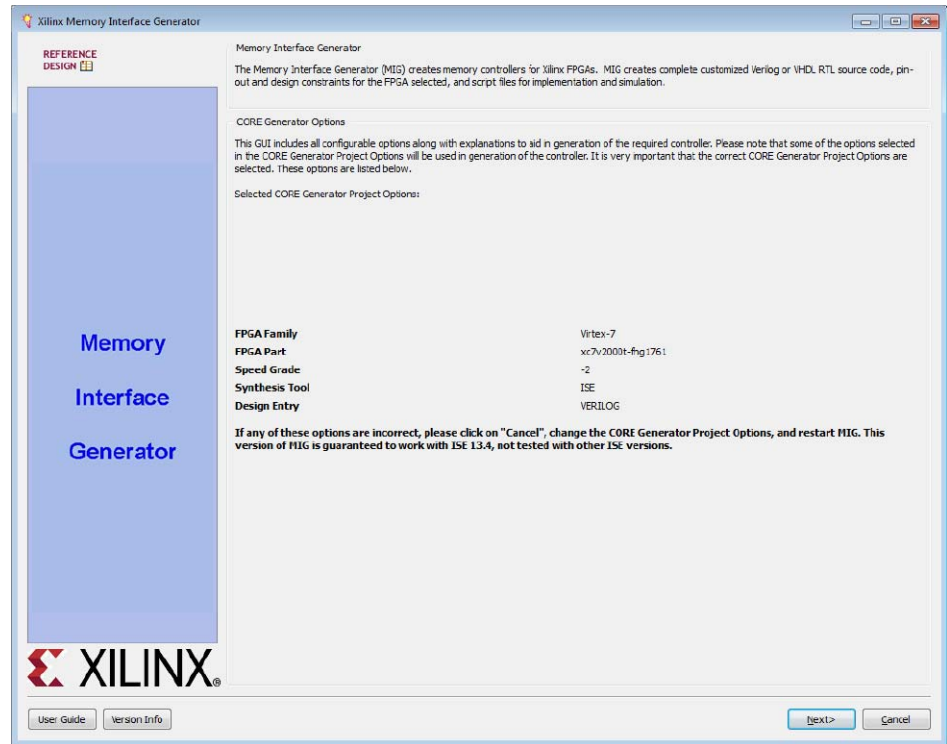 Xilinx Memory Interface Generator
REFERENCE
DESIGN
Memory
Interface
Generator
XILINX®
Memory Interface Generator
The Memory Interface Generator (MIG) creates memory controllers for Xilinx FPGAs. MIG creates complete customized Verilog or VHDL RTL source code, pin-
out and design constraints for the FPGA selected, and script files for implementation and simulation.
CORE Generator Options
This GUI includes all configurable options along with explanations to aid in generation of the required controller. Please note that some of the options selected
in the CORE Generator Project Options will be used in generation of the controller. It is very important that the correct CORE Generator Project Options are
selected. These options are listed below.
Selected CORE Generator Project Options:
FPGA Family Virtex-7
FPGA Part xc7v2000t-fhg1761
Speed Grade -2
Synthesis Tool ISE
Design Entry VERILOG
If any of these options are incorrect, please click on "Cancel", change the CORE Generator Project Options, and restart MIG. This
version of MIG is guaranteed to work with ISE 13.4, not tested with other ISE versions.
User Guide Version Info Next> Cancel